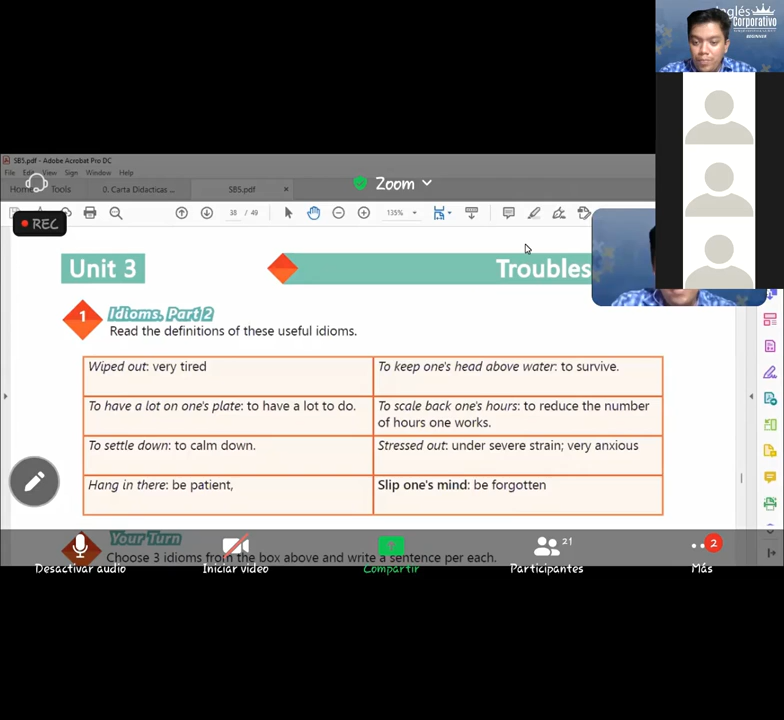 Inglés
Corporativo
BEGINNER
SB5.pdf - Adobe Acrobat Pro DC
File Edit View Sign Window Help
Tools 0. Carta Didacticas ... SB5.pdf ×
Zoom
REC
38 / 49 135%
Unit 3 Troubles
1 Idioms, Part 2
Read the definitions of these useful idioms.
Wiped out: very tired To keep one's head above water: to survive.
To have a lot on one's plate: to have a lot to do. To scale back one's hours: to reduce the number
of hours one works.
To settle down: to calm down. Stressed out: under severe strain; very anxious
Hang in there: be patient, Slip one's mind: be forgotten
Your Turn
Choose 3 idioms from the box above and write a sentence per each.
21
2
Desactivar audio Iniciar video Compartir Participantes Más